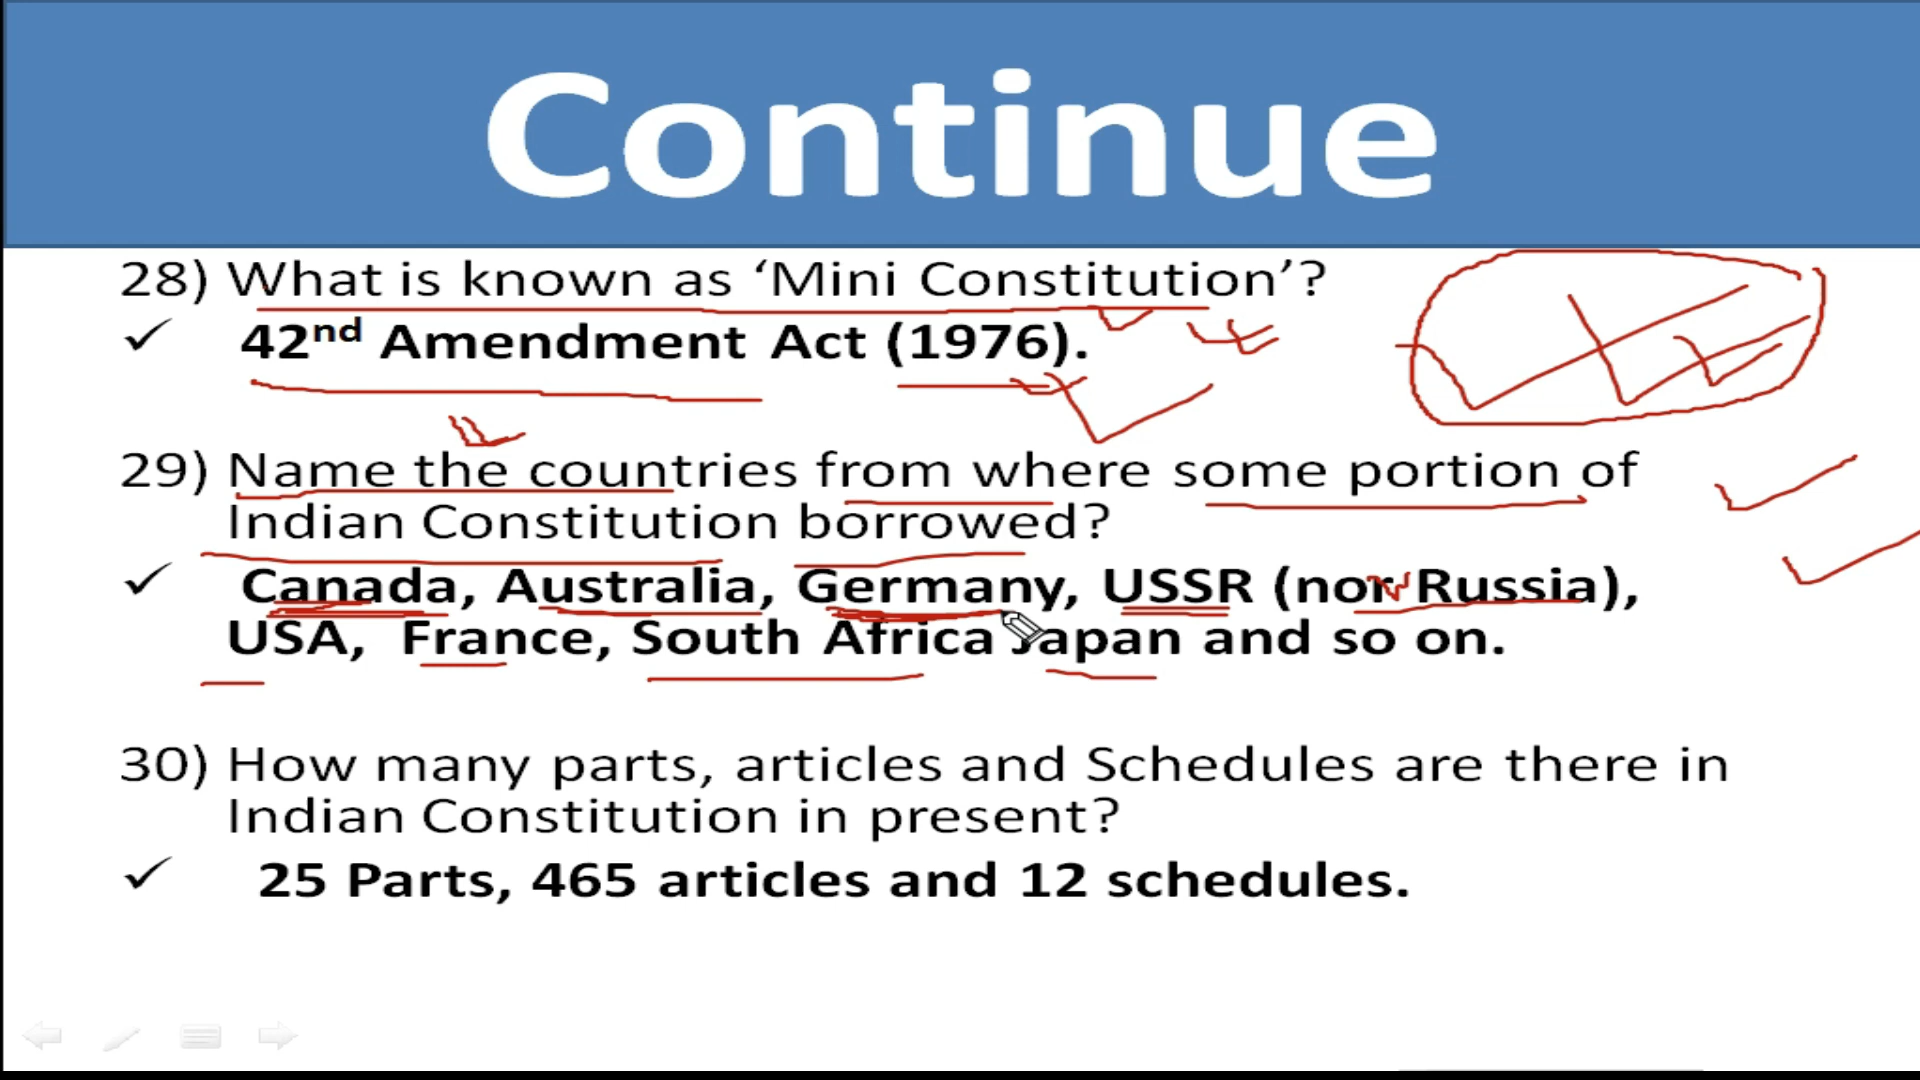 Continue
28) What is known as ‘Mini Constitution’?
✓ 42nd Amendment Act (1976).
29) Name the countries from where some portion of
Indian Constitution borrowed?
✓ Canada, Australia, Germany, USSR (nor Russia),
USA, France, South Africa Japan and so on.
30) How many parts, articles and Schedules are there in
Indian Constitution in present?
✓ 25 Parts, 465 articles and 12 schedules.